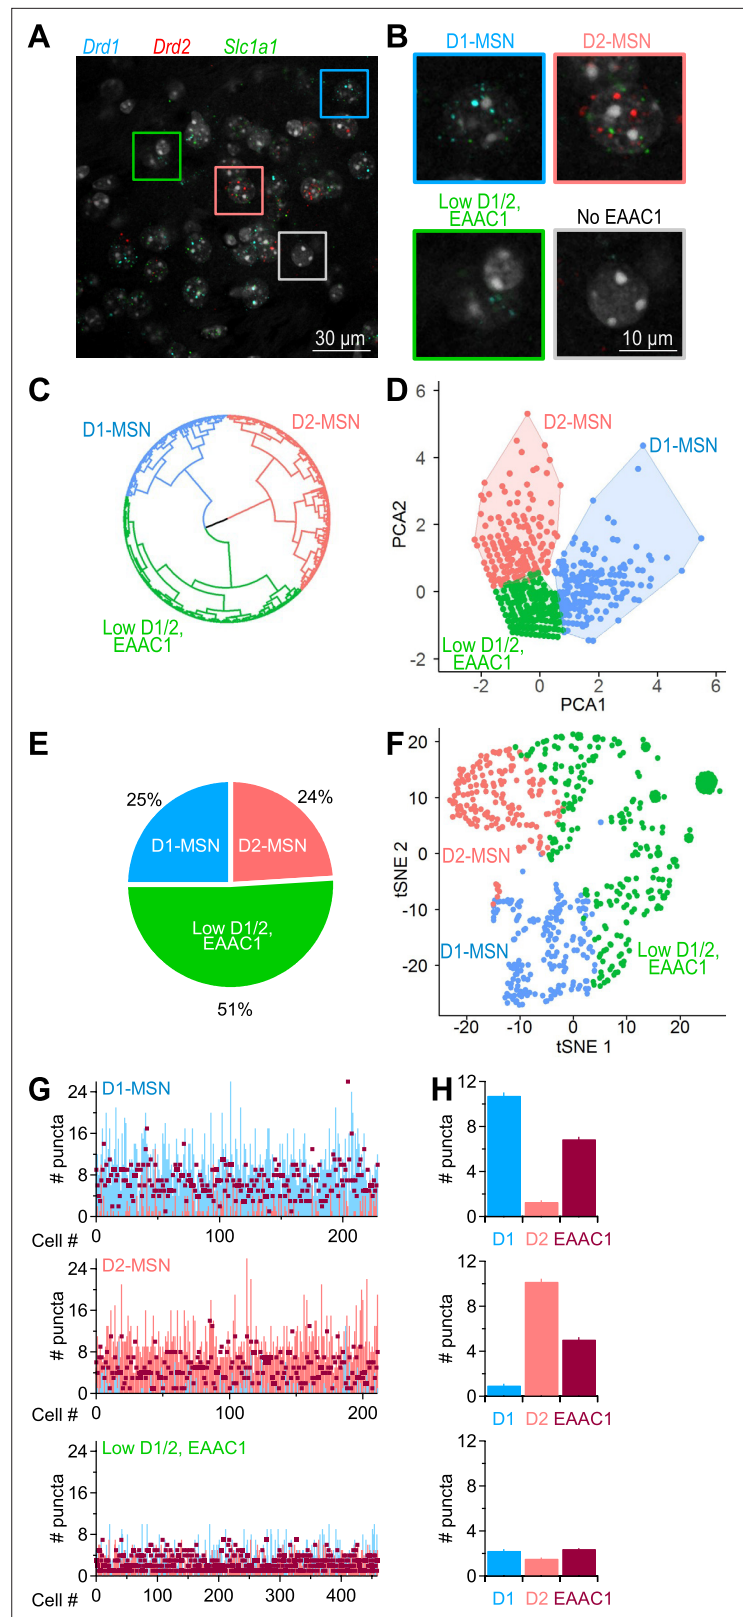 A
Drd1 Drd2 Slc1a1
30 µm
B
D1-MSN D2-MSN
Low D1/2,
EAAC1
No EAAC1
10 µm
C
D1-MSN
D2-MSN
Low D1/2,
EAAC1
D
6
4
2
0
-2
PCA2
D2-MSN
D1-MSN
Low D1/2,
EAAC1
-2 0 2 4 6
PCA1
E
25%
24%
D1-MSN
D2-MSN
Low D1/2,
EAAC1
51%
F
20
10
0
-10
-20
tSNE 2
D2-MSN
D1-MSN
Low D1/2,
EAAC1
-20 -10 0 10 20
tSNE 1
G
D1-MSN
24
16
8
0
# puncta
0 100 200
Cell #
D2-MSN
24
16
8
0
# puncta
0 100 200
Cell #
Low D1/2, EAAC1
24
16
8
0
# puncta
0 100 200 300 400
Cell #
H
12
8
4
0
# puncta
D1 D2 EAAC1
12
8
4
0
# puncta
D1 D2 EAAC1
12
8
4
0
# puncta
D1 D2 EAAC1